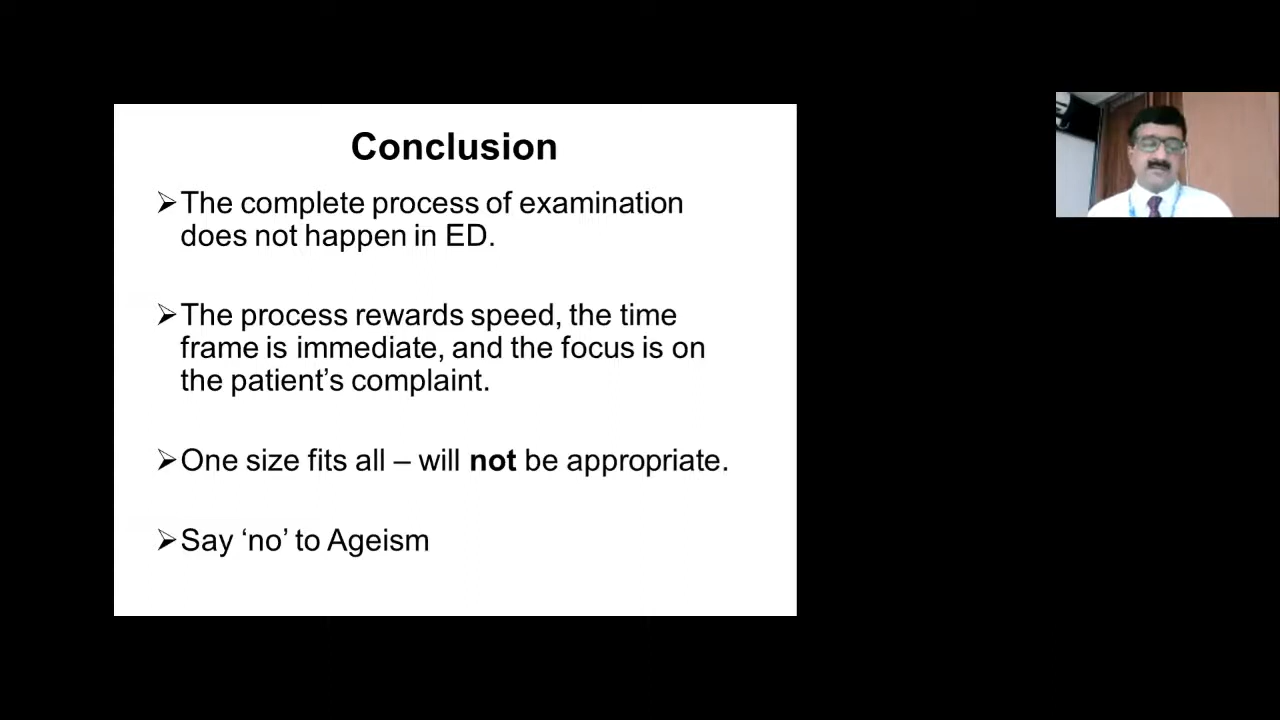 Conclusion
➢The complete process of examination
does not happen in ED.
➢The process rewards speed, the time
frame is immediate, and the focus is on
the patient’s complaint.
➢One size fits all – will not be appropriate.
➢Say ‘no’ to Ageism